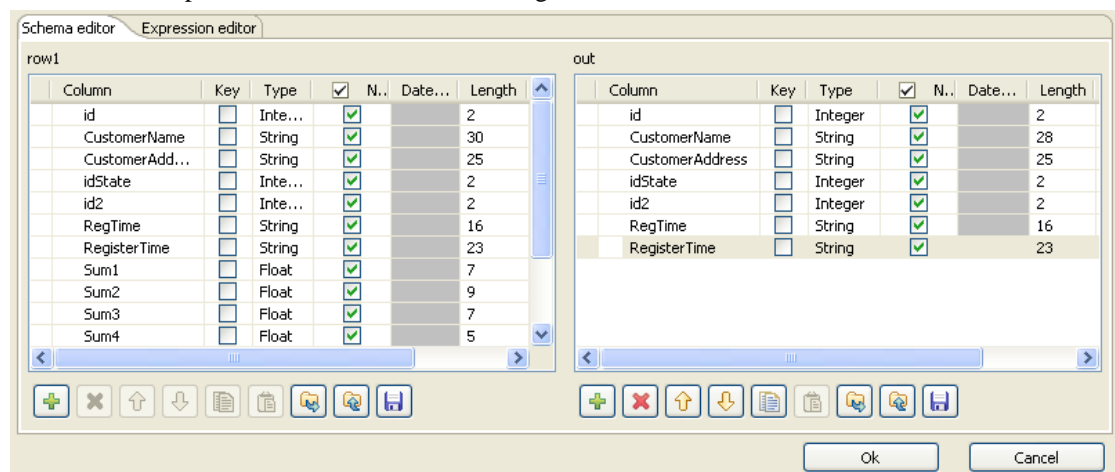 Schema editor Expression editor
row1
Column Key Type N.. Date... Length
id Inte... 2
CustomerName String 30
CustomerAdd... String 25
idState Inte... 2
id2 Inte... 2
RegTime String 16
RegisterTime String 23
Sum1 Float 7
Sum2 Float 9
Sum3 Float 7
Sum4 Float 5
out
Column Key Type N.. Date... Length
id Integer 2
CustomerName String 28
CustomerAddress String 25
idState Integer 2
id2 Integer 2
RegTime String 16
RegisterTime String 23
Ok Cancel